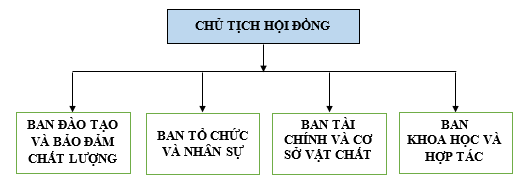 CHỦ TỊCH HỘI ĐỒNG
BAN ĐÀO TẠO
VÀ BẢO ĐẢM
CHẤT LƯỢNG
BAN TỔ CHỨC
VÀ NHÂN SỰ
BAN TÀI
CHÍNH VÀ CƠ
SỞ VẬT CHẤT
BAN
KHOA HỌC VÀ
HỢP TÁC